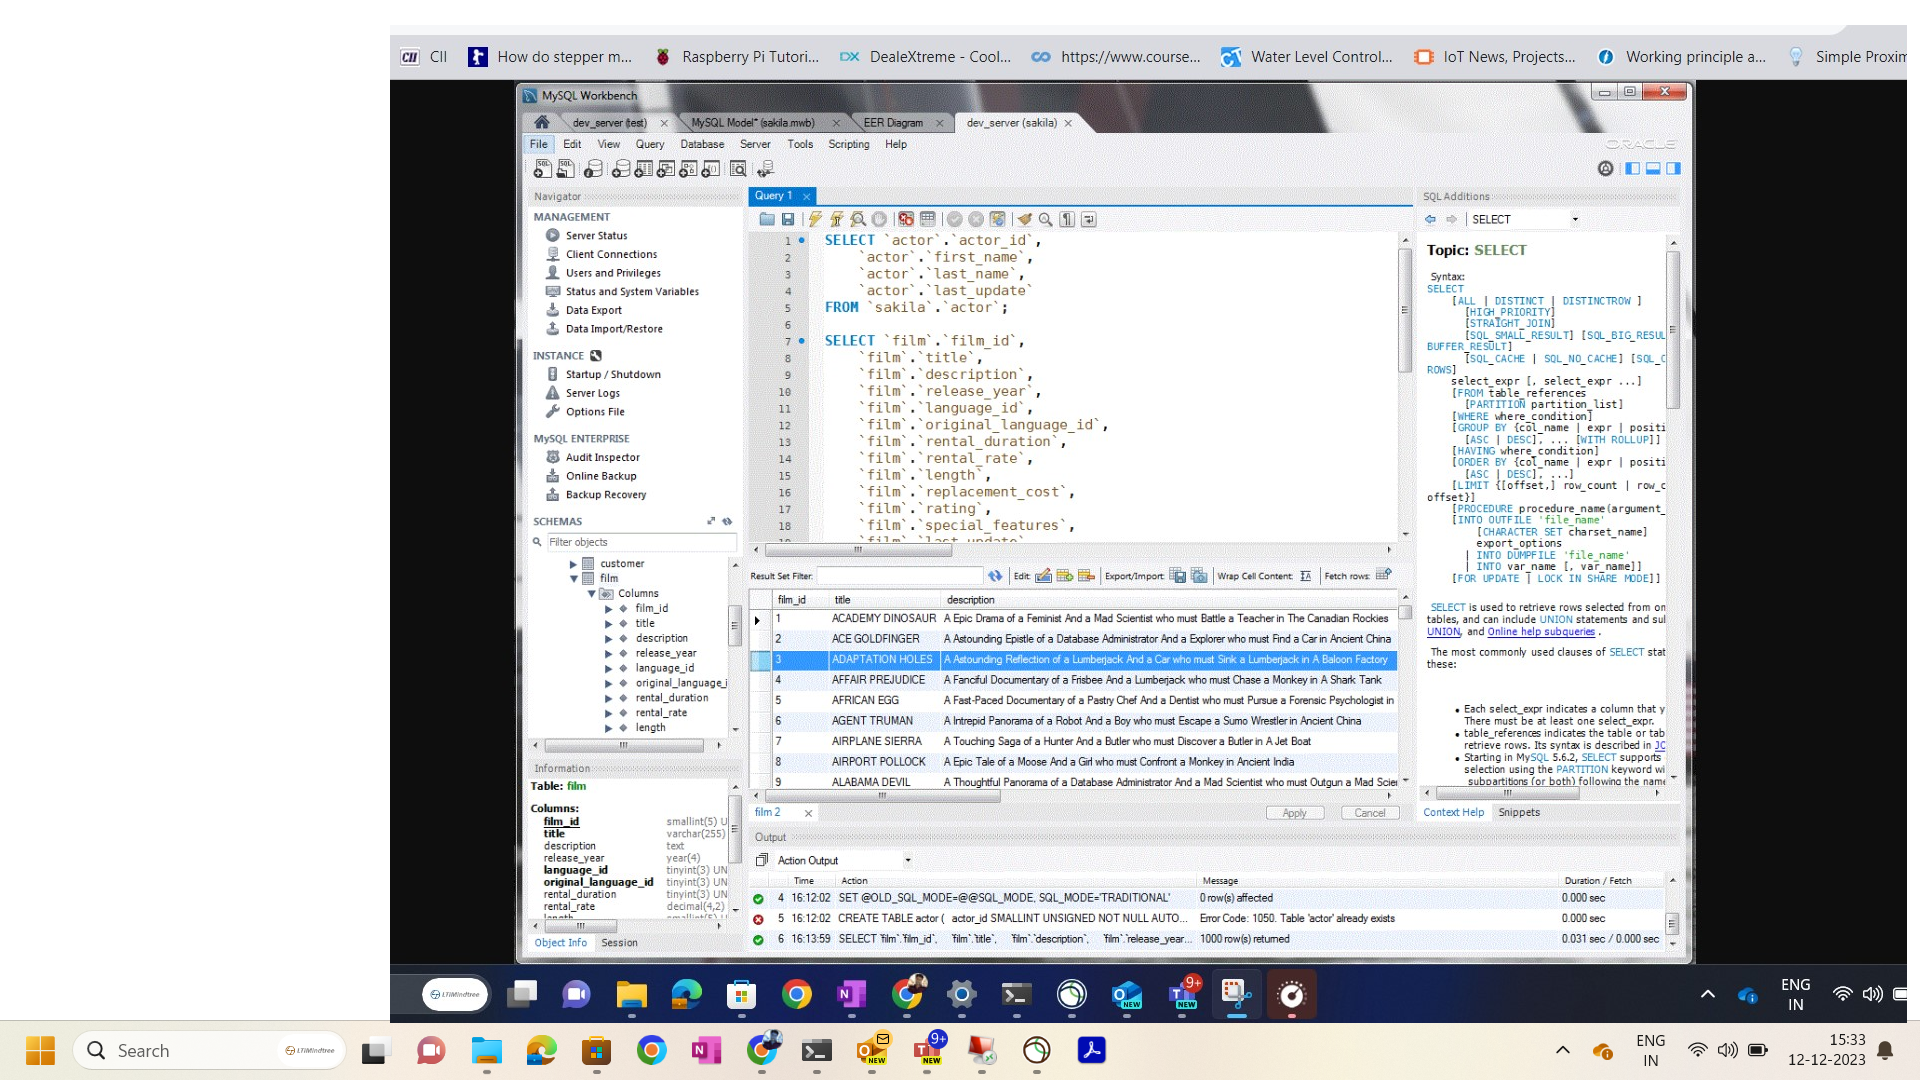 CII
How do stepper m...
Raspberry Pi Tutori...
DX DealeXtreme - Cool...
https://www.course...
Water Level Control...
IoT News, Projects...
Working principle a...
Simple Proxim
MySQL Workbench
dev_server (test)
MySQL Model* (sakila.mwb)
EER Diagram
dev_server (sakila)
File Edit View Query Database Server Tools Scripting Help
ORACLE
Navigator
MANAGEMENT
Server Status
Client Connections
Users and Privileges
Status and System Variables
Data Export
Data Import/Restore
INSTANCE
Startup / Shutdown
Server Logs
Options File
MySQL ENTERPRISE
Audit Inspector
Online Backup
Backup Recovery
SCHEMAS
Filter objects
customer
film
Columns
film_id
title
description
release_year
language_id
original_language_i
rental_duration
rental_rate
length
Information
Table: film
Columns:
film_id smallint(5) U
title varchar(255)
description text
release_year year(4)
language_id tinyint(3) UN
original_language_id tinyint(3) UN
rental_duration tinyint(3) UN
rental_rate decimal(4,2)
length smallint(5) U
Object Info Session
Query 1
1 SELECT `actor`.`actor_id`,
2 `actor`.`first_name`,
3 `actor`.`last_name`,
4 `actor`.`last_update`
5 FROM `sakila`.`actor`;
6
7 SELECT `film`.`film_id`,
8 `film`.`title`,
9 `film`.`description`,
10 `film`.`release_year`,
11 `film`.`language_id`,
12 `film`.`original_language_id`,
13 `film`.`rental_duration`,
14 `film`.`rental_rate`,
15 `film`.`length`,
16 `film`.`replacement_cost`,
17 `film`.`rating`,
18 `film`.`special_features`,
19 `film`.`last_update`
Result Set Filter: Edit: Export/Import: Wrap Cell Content: Fetch rows:
film_id title description
1 ACADEMY DINOSAUR A Epic Drama of a Feminist And a Mad Scientist who must Battle a Teacher in The Canadian Rockies
2 ACE GOLDFINGER A Astounding Epistle of a Database Administrator And a Explorer who must Find a Car in Ancient China
3 ADAPTATION HOLES A Astounding Reflection of a Lumberjack And a Car who must Sink a Lumberjack in A Baloon Factory
4 AFFAIR PREJUDICE A Fanciful Documentary of a Frisbee And a Lumberjack who must Chase a Monkey in A Shark Tank
5 AFRICAN EGG A Fast-Paced Documentary of a Pastry Chef And a Dentist who must Pursue a Forensic Psychologist in
6 AGENT TRUMAN A Intrepid Panorama of a Robot And a Boy who must Escape a Sumo Wrestler in Ancient China
7 AIRPLANE SIERRA A Touching Saga of a Hunter And a Butler who must Discover a Butler in A Jet Boat
8 AIRPORT POLLOCK A Epic Tale of a Moose And a Girl who must Confront a Monkey in Ancient India
9 ALABAMA DEVIL A Thoughtful Panorama of a Database Administrator And a Mad Scientist who must Outgun a Mad Scie
film 2
Apply Cancel
Output
Action Output
Time Action Message Duration / Fetch
4 16:12:02 SET @OLD_SQL_MODE=@@SQL_MODE, SQL_MODE='TRADITIONAL' 0 row(s) affected 0.000 sec
5 16:12:02 CREATE TABLE actor ( actor_id SMALLINT UNSIGNED NOT NULL AUTO... Error Code: 1050. Table 'actor' already exists 0.000 sec
6 16:13:59 SELECT `film`.`film_id`, `film`.`title`, `film`.`description`, `film`.`release_year... 1000 row(s) returned 0.031 sec / 0.000 sec
SQL Additions
SELECT
Topic: SELECT
Syntax:
SELECT
[ALL | DISTINCT | DISTINCTROW ]
[HIGH_PRIORITY]
[STRAIGHT_JOIN]
[SQL_SMALL_RESULT] [SQL_BIG_RESUL
BUFFER_RESULT]
[SQL_CACHE | SQL_NO_CACHE] [SQL_C
ROWS]
select_expr [, select_expr ...]
[FROM table_references
[PARTITION partition_list]
[WHERE where_condition]
[GROUP BY {col_name | expr | positi
[ASC | DESC], ... [WITH ROLLUP]]
[HAVING where_condition]
[ORDER BY {col_name | expr | positi
[ASC | DESC], ...]
[LIMIT {[offset,] row_count | row_c
offset}]
[PROCEDURE procedure_name(argument_
[INTO OUTFILE 'file_name'
[CHARACTER SET charset_name]
export_options
| INTO DUMPFILE 'file_name'
| INTO var_name [, var_name]]
[FOR UPDATE | LOCK IN SHARE MODE]]
SELECT is used to retrieve rows selected from on
tables, and can include UNION statements and sul
UNION, and Online help subqueries .
The most commonly used clauses of SELECT stat
these:
• Each select_expr indicates a column that y
There must be at least one select_expr.
• table_references indicates the table or tab
retrieve rows. Its syntax is described in JO
• Starting in MySQL 5.6.2, SELECT supports
selection using the PARTITION keyword wi
subpartitions (or both) following the name
Context Help Snippets
LTIMindtree
NEW
9+
NEW
ENG
IN
Search
LTIMindtree
NEW
9+
NEW
ENG
IN
15:33
12-12-2023